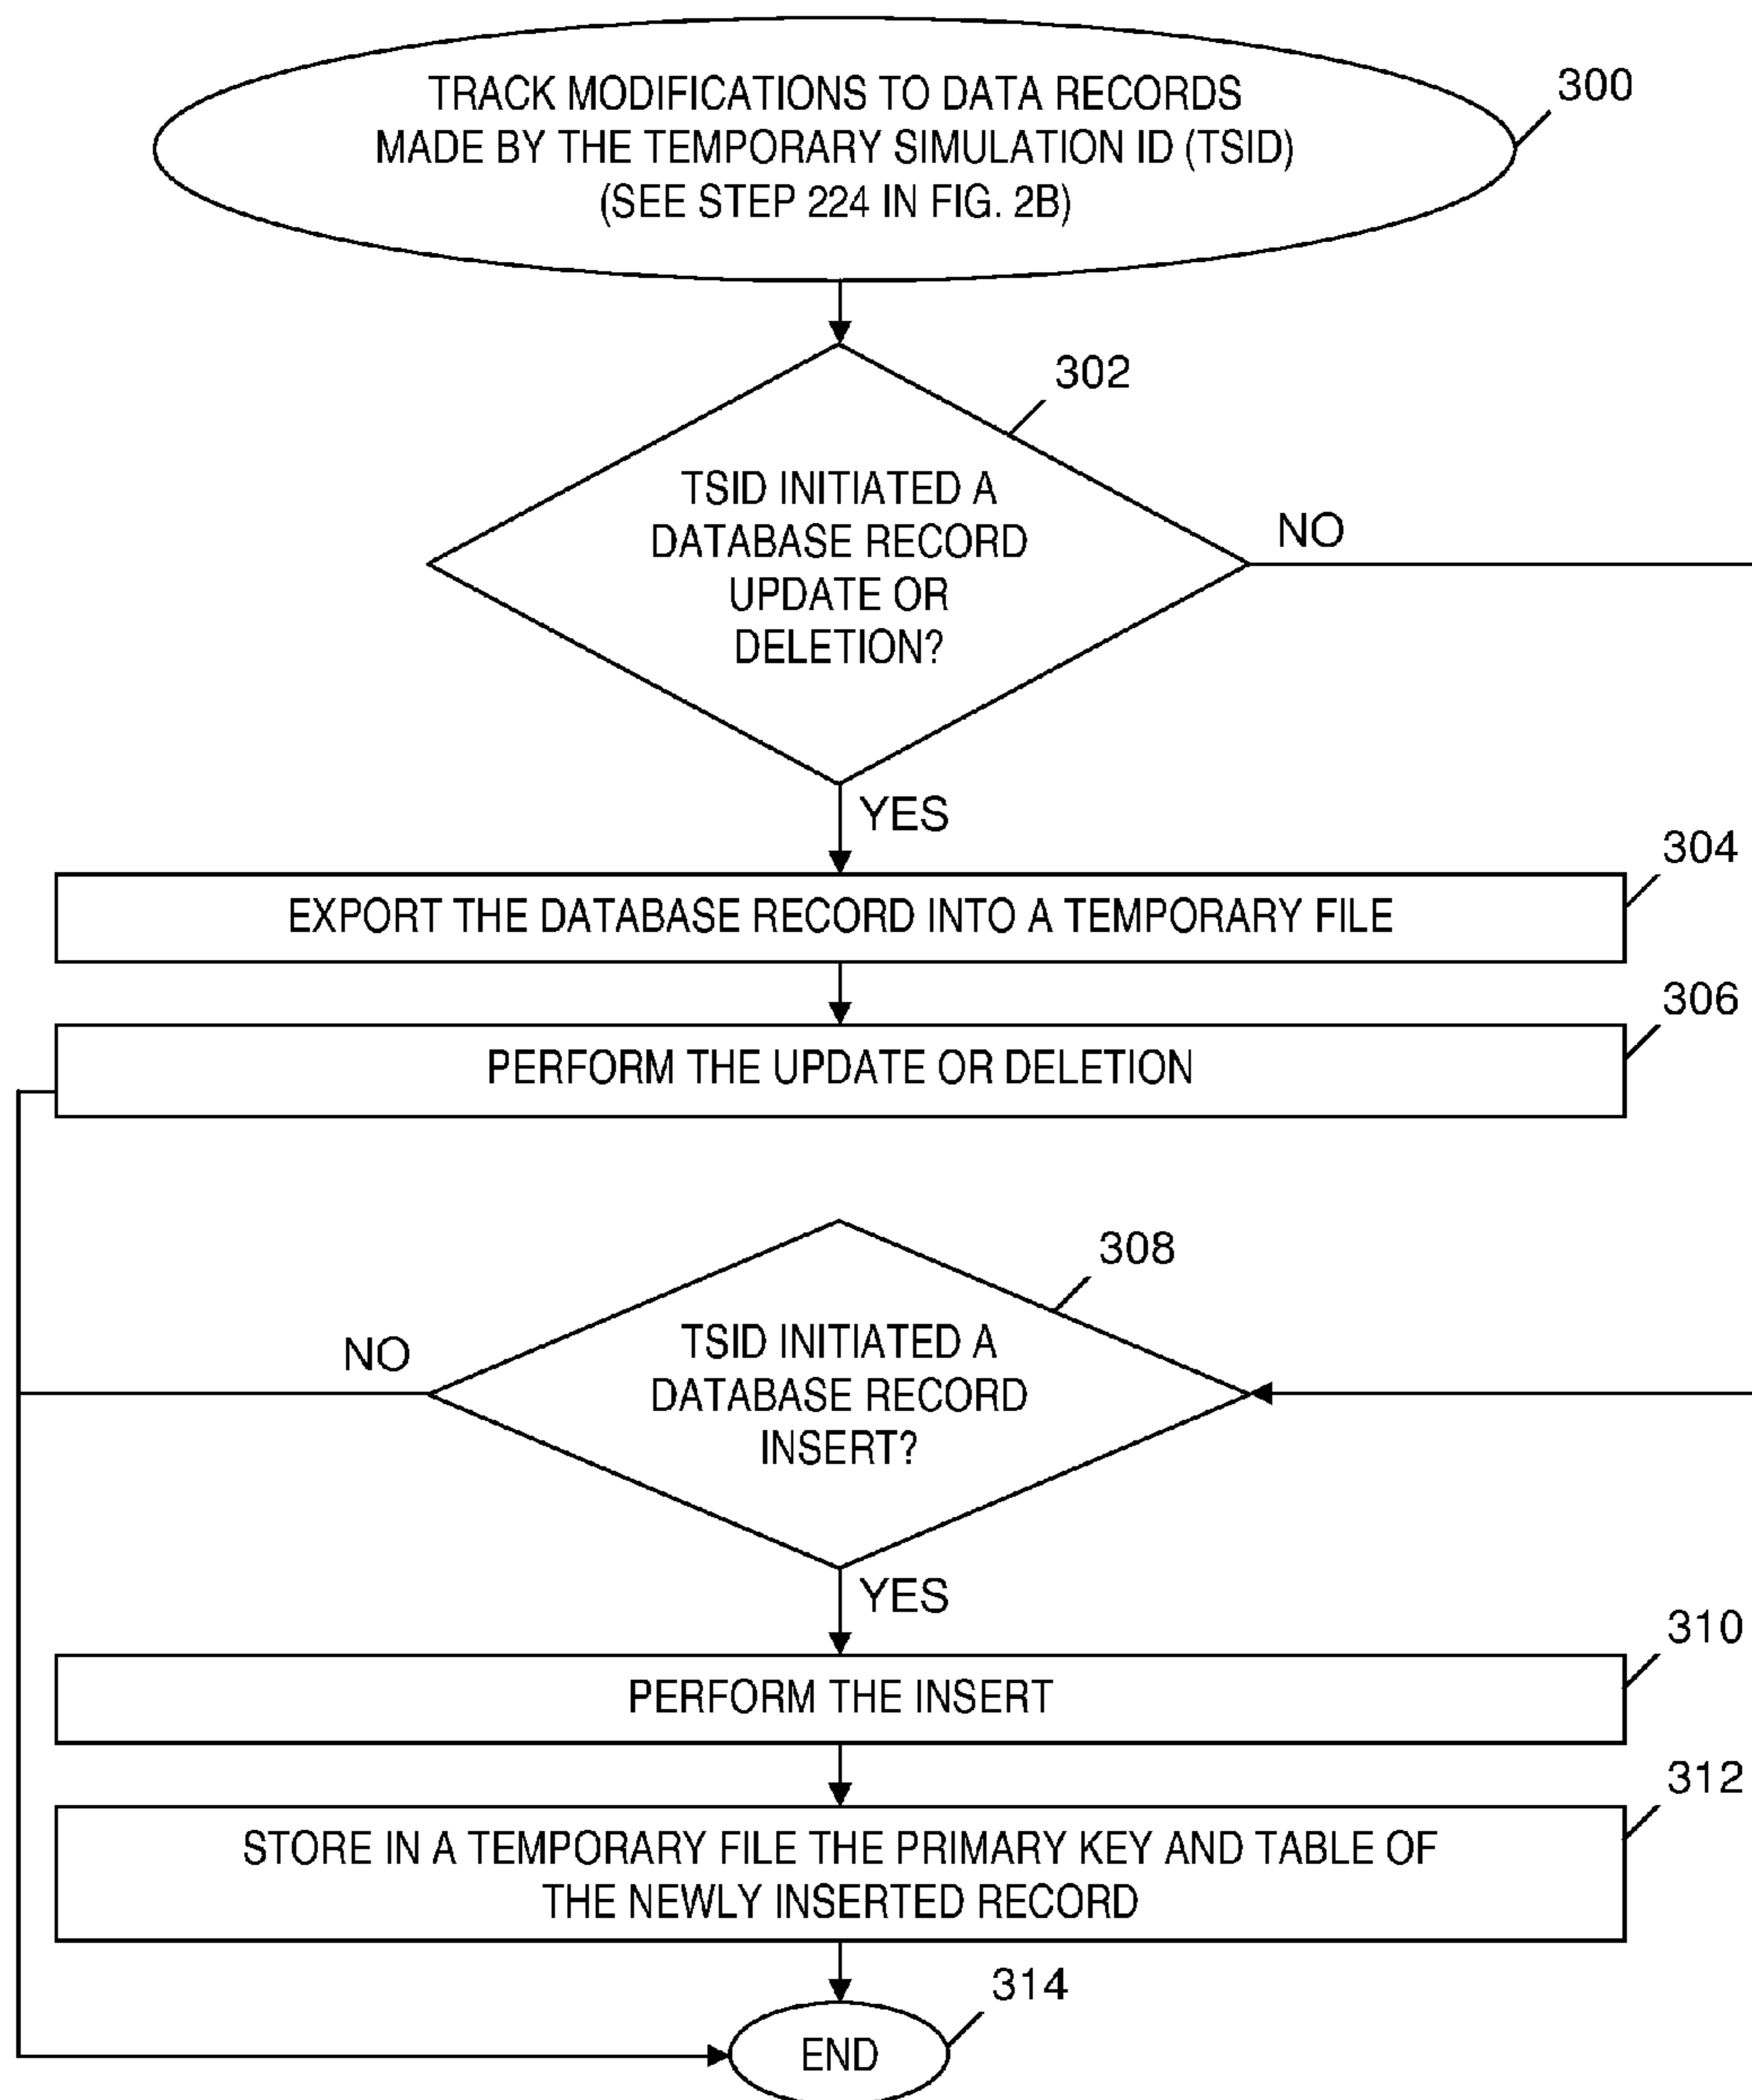 TRACK MODIFICATIONS TO DATA RECORDS
MADE BY THE TEMPORARY SIMULATION ID (TSID)
(SEE STEP 224 IN FIG. 2B)
300
302
TSID INITIATED A
DATABASE RECORD
UPDATE OR
DELETION?
NO
YES
304
EXPORT THE DATABASE RECORD INTO A TEMPORARY FILE
306
PERFORM THE UPDATE OR DELETION
308
TSID INITIATED A
DATABASE RECORD
INSERT?
NO
YES
310
PERFORM THE INSERT
312
STORE IN A TEMPORARY FILE THE PRIMARY KEY AND TABLE OF
THE NEWLY INSERTED RECORD
314
END